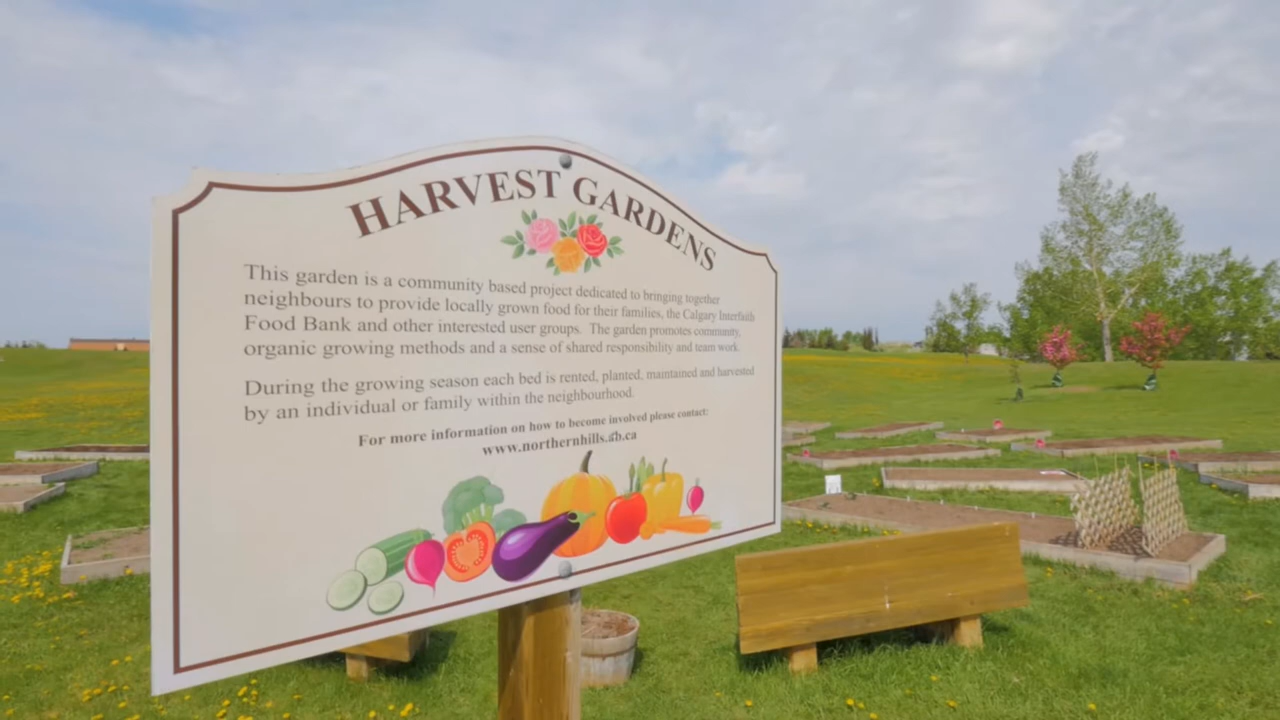 HARVEST GARDENS
This garden is a community based project dedicated to bringing together
neighbours to provide locally grown food for their families, the Calgary Interfaith
Food Bank and other interested user groups. The garden promotes community,
organic growing methods and a sense of shared responsibility and team work.
During the growing season each bed is rented, planted, maintained and harvested
by an individual or family within the neighbourhood.
For more information on how to become involved please contact:
www.northernhills.ab.ca